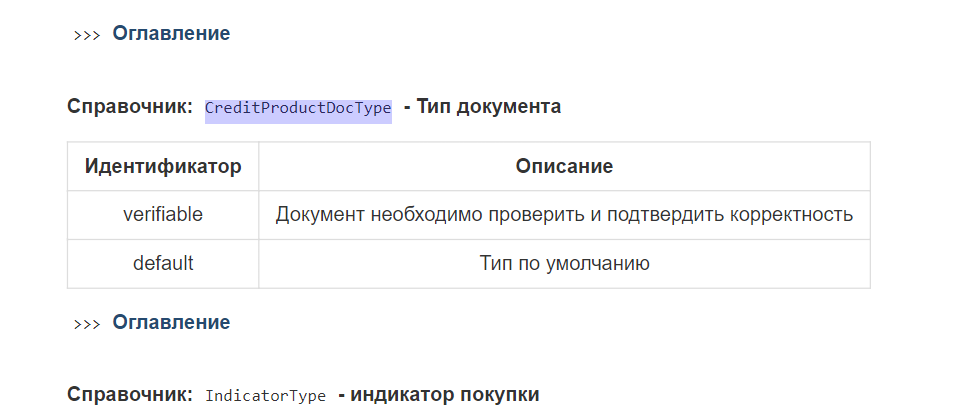 >>> Оглавление
Справочник: CreditProductDocType - Тип документа
Идентификатор Описание
verifiable Документ необходимо проверить и подтвердить корректность
default Тип по умолчанию
>>> Оглавление
Справочник: IndicatorType - индикатор покупки